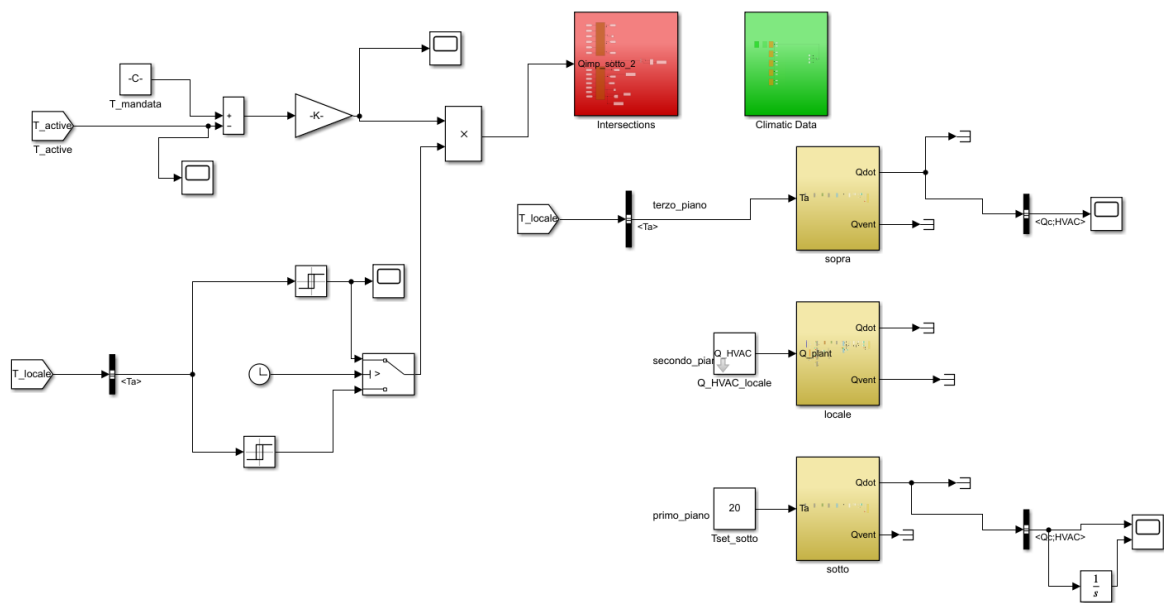 -C-
T_mandata
T_active
T_active
+
−
-K-
×
Qimp_sotto_2
Intersections
Climatic Data
T_locale
<Ta>
terzo_piano
Ta
Qdot
Qvent
sopra
<Qc;HVAC>
T_locale
<Ta>
>
secondo_pian
Q_HVAC
Q_HVAC_locale
Q_plant
Qdot
Qvent
locale
primo_piano
20
Tset_sotto
Ta
Qdot
Qvent
sotto
<Qc;HVAC>
1
s